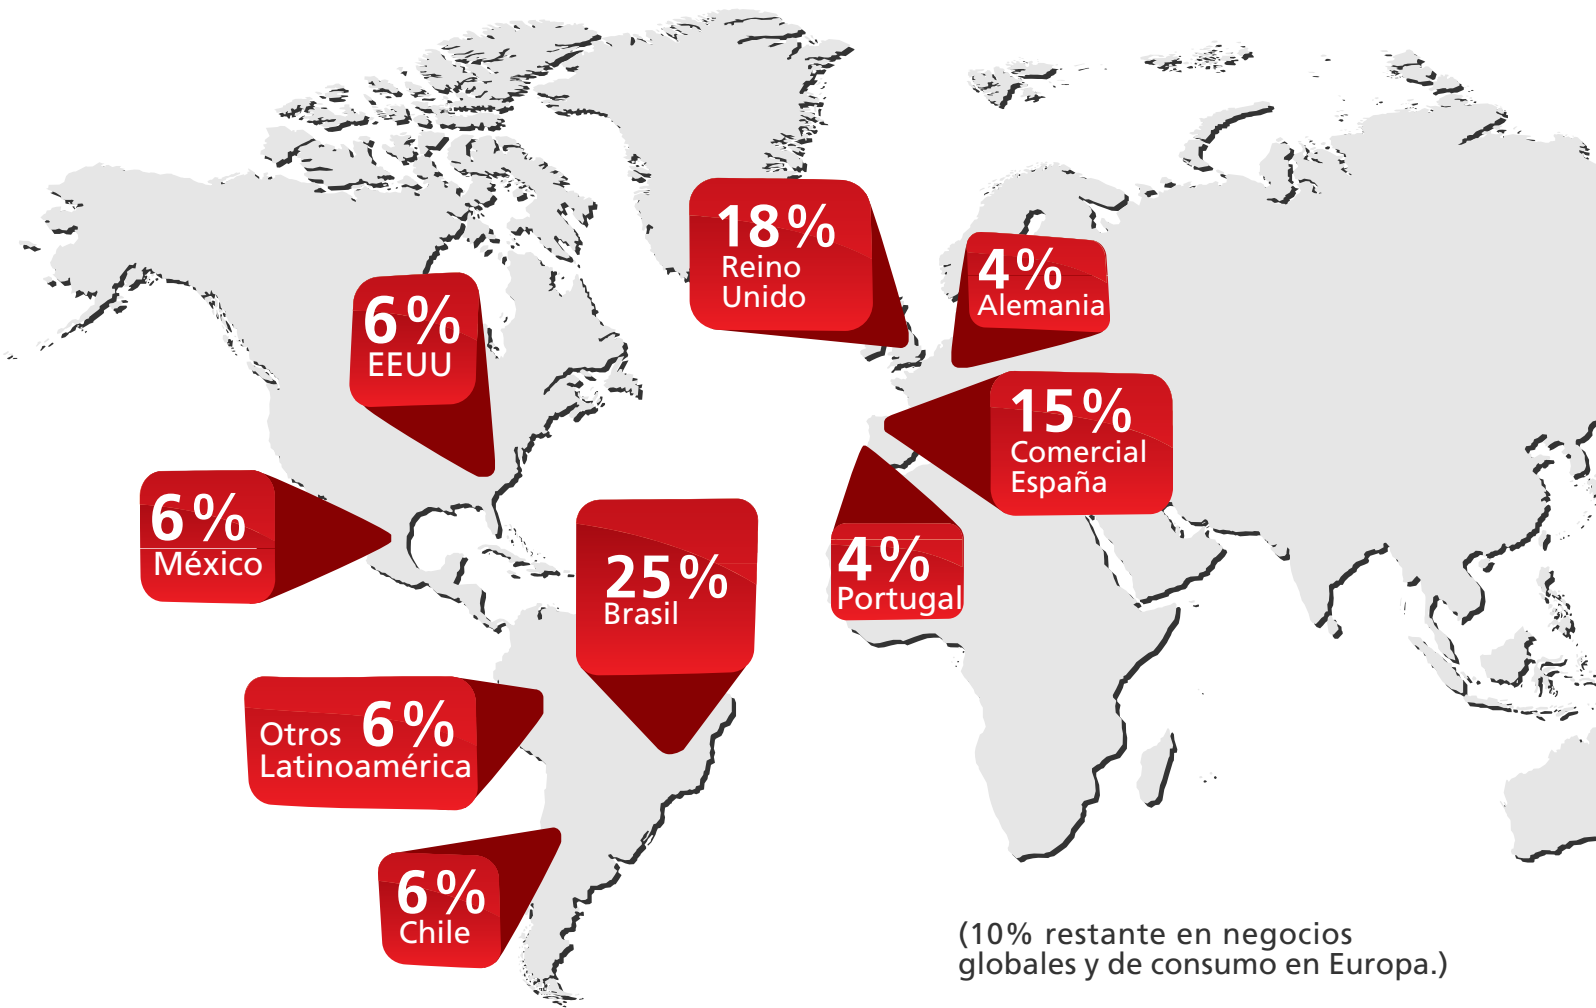 18%
Reino
Unido
4%
Alemania
6%
EEUU
15%
Comercial
España
6%
México
25%
Brasil
4%
Portugal
Otros 6%
Latinoamérica
6%
Chile
(10% restante en negocios
globales y de consumo en Europa.)